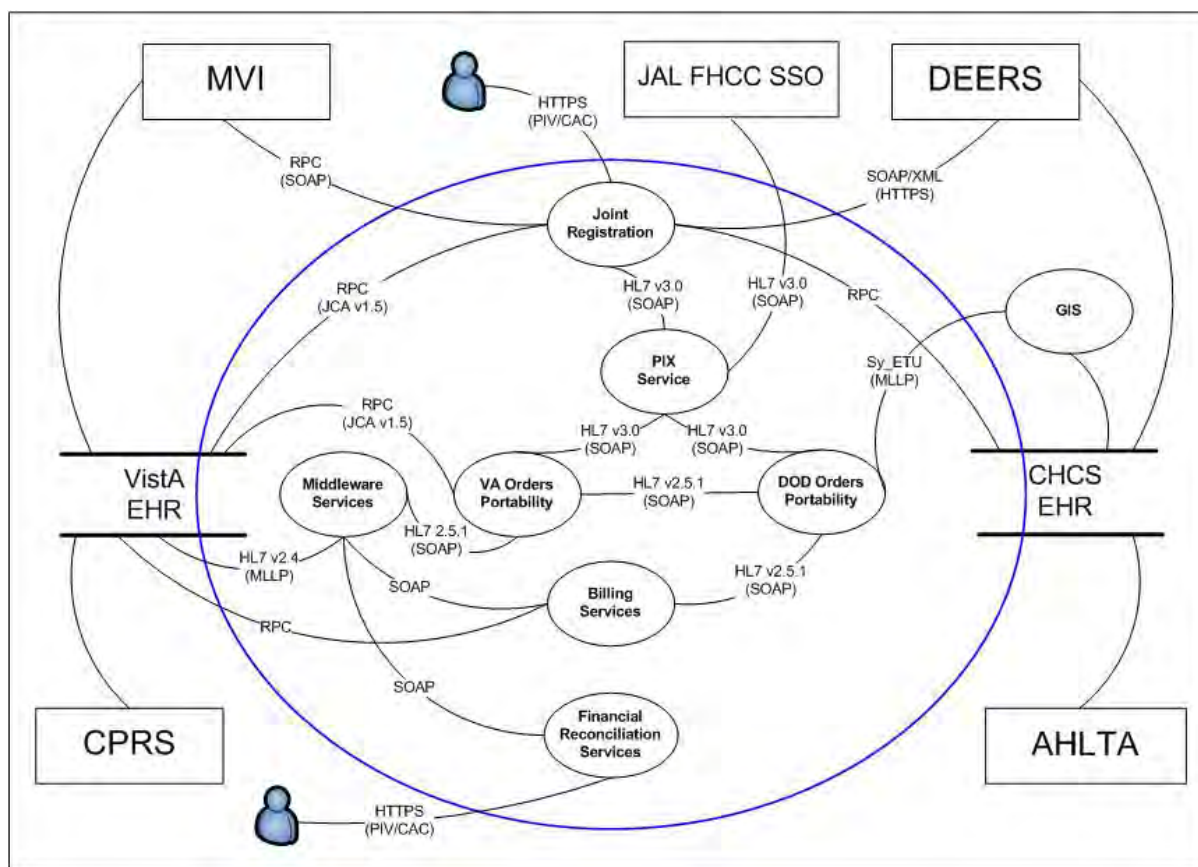 MVI
JAL FHCC SSO
DEERS
HTTPS
(PIV/CAC)
RPC
(SOAP)
SOAP/XML
(HTTPS)
Joint
Registration
RPC
(JCA v1.5)
HL7 v3.0
(SOAP)
HL7 v3.0
(SOAP)
RPC
GIS
PIX
Service
Sy_ETU
(MLLP)
RPC
(JCA v1.5)
HL7 v3.0
(SOAP)
HL7 v3.0
(SOAP)
VistA
EHR
Middleware
Services
VA Orders
Portability
HL7 v2.5.1
(SOAP)
DOD Orders
Portability
CHCS
EHR
HL7 2.5.1
(SOAP)
HL7 v2.4
(MLLP)
SOAP
Billing
Services
HL7 v2.5.1
(SOAP)
RPC
SOAP
Financial
Reconciliation
Services
CPRS
AHLTA
HTTPS
(PIV/CAC)